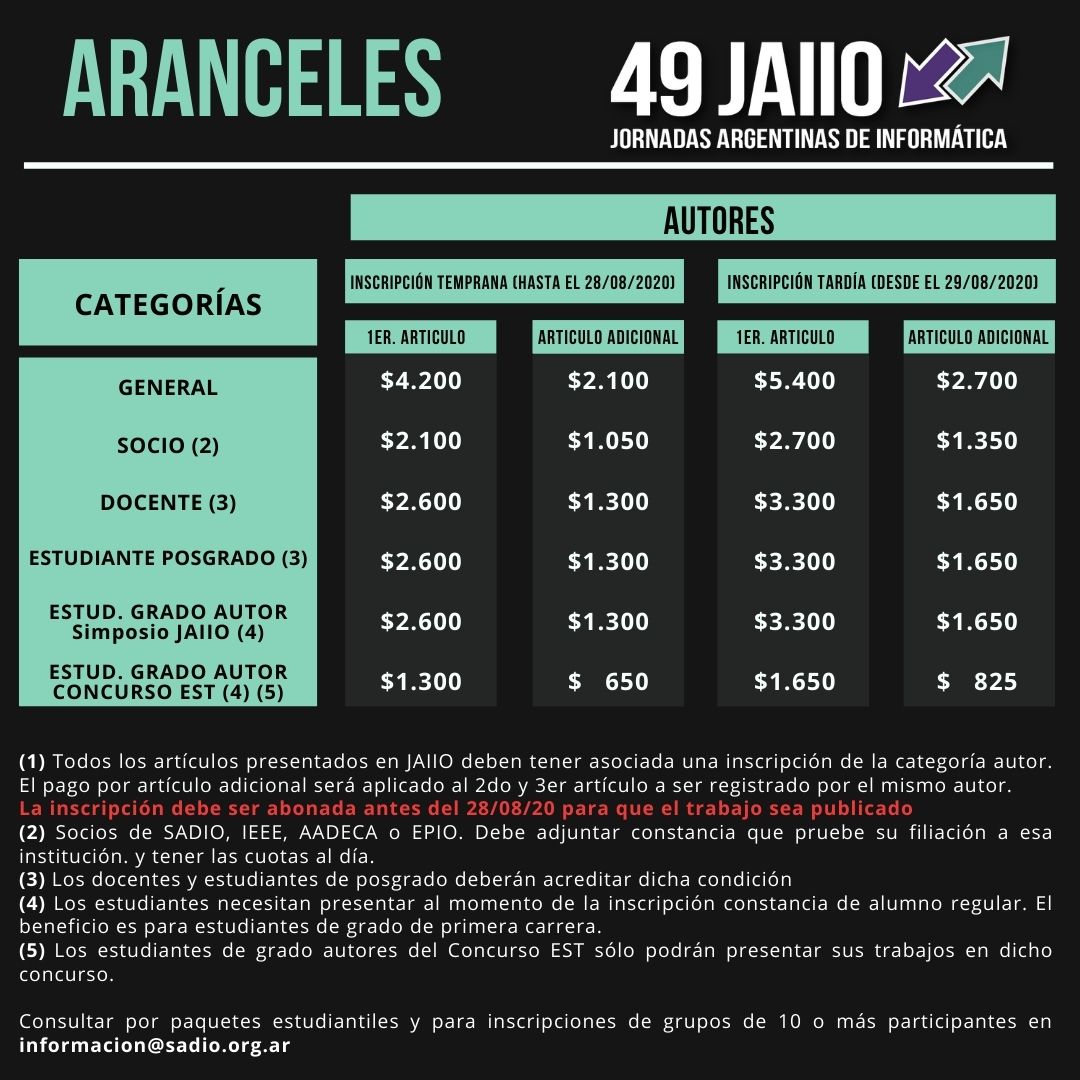 ARANCELES
49 JAIIO
JORNADAS ARGENTINAS DE INFORMÁTICA
AUTORES
CATEGORÍAS
INSCRIPCIÓN TEMPRANA (HASTA EL 28/08/2020)
INSCRIPCIÓN TARDÍA (DESDE EL 29/08/2020)
1ER. ARTICULO
ARTICULO ADICIONAL
1ER. ARTICULO
ARTICULO ADICIONAL
GENERAL $4.200 $2.100 $5.400 $2.700
SOCIO (2) $2.100 $1.050 $2.700 $1.350
DOCENTE (3) $2.600 $1.300 $3.300 $1.650
ESTUDIANTE POSGRADO (3) $2.600 $1.300 $3.300 $1.650
ESTUD. GRADO AUTOR
Simposio JAIIO (4) $2.600 $1.300 $3.300 $1.650
ESTUD. GRADO AUTOR
CONCURSO EST (4) (5) $1.300 $ 650 $1.650 $ 825
(1) Todos los artículos presentados en JAIIO deben tener asociada una inscripción de la categoría autor.
El pago por artículo adicional será aplicado al 2do y 3er artículo a ser registrado por el mismo autor.
La inscripción debe ser abonada antes del 28/08/20 para que el trabajo sea publicado
(2) Socios de SADIO, IEEE, AADECA o EPIO. Debe adjuntar constancia que pruebe su filiación a esa
institución. y tener las cuotas al día.
(3) Los docentes y estudiantes de posgrado deberán acreditar dicha condición
(4) Los estudiantes necesitan presentar al momento de la inscripción constancia de alumno regular. El
beneficio es para estudiantes de grado de primera carrera.
(5) Los estudiantes de grado autores del Concurso EST sólo podrán presentar sus trabajos en dicho
concurso.
Consultar por paquetes estudiantiles y para inscripciones de grupos de 10 o más participantes en
informacion@sadio.org.ar